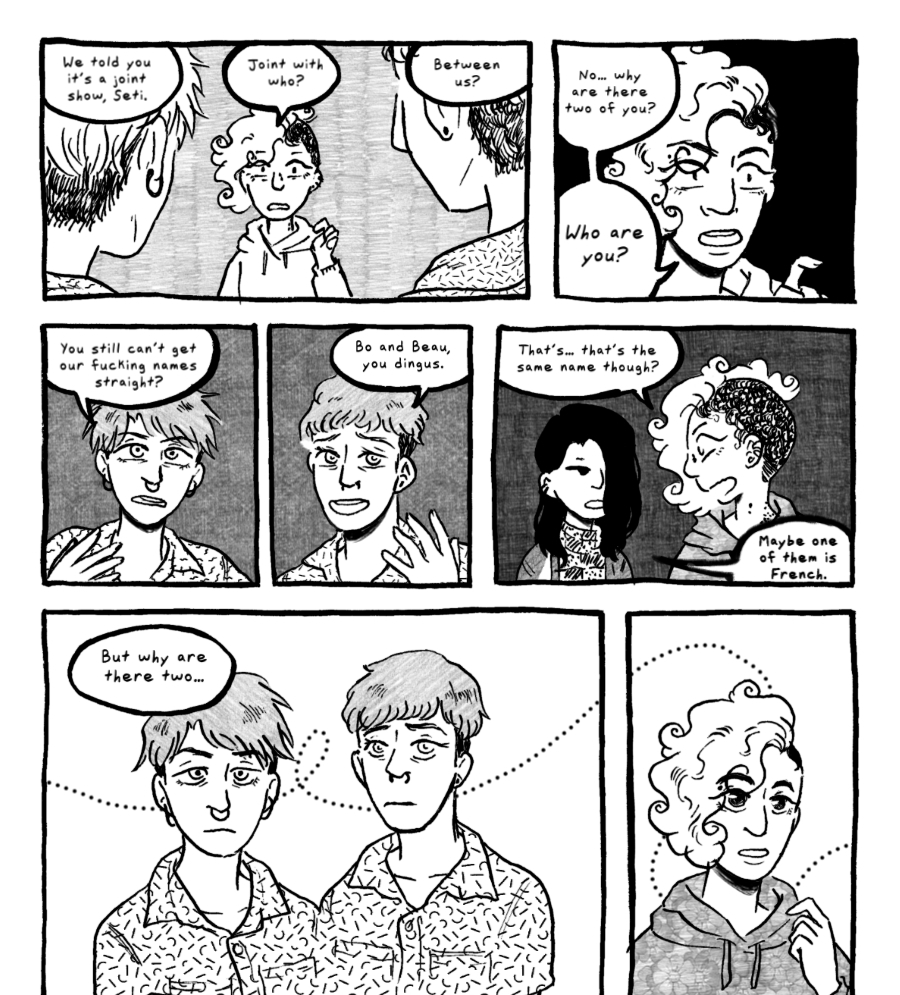 We told you
it's a joint
show, Seti.
Joint with
who?
Between
us?
No... why
are there
two of you?
Who are
you?
You still can't get
our fucking names
straight?
Bo and Beau,
you dingus.
That's... that's the
same name though?
Maybe one
of them is
French.
But why are
there two...